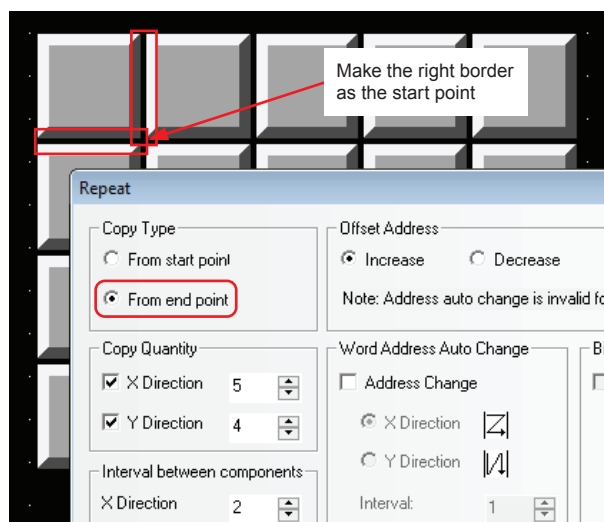 Make the right border
as the start point
Repeat
Copy Type
From start point
From end point
Offset Address
Increase
Decrease
Note: Address auto change is invalid fo
Copy Quantity
X Direction 5
Y Direction 4
Word Address Auto Change
Address Change
X Direction
Y Direction
Interval: 1
Bi
Interval between components
X Direction 2